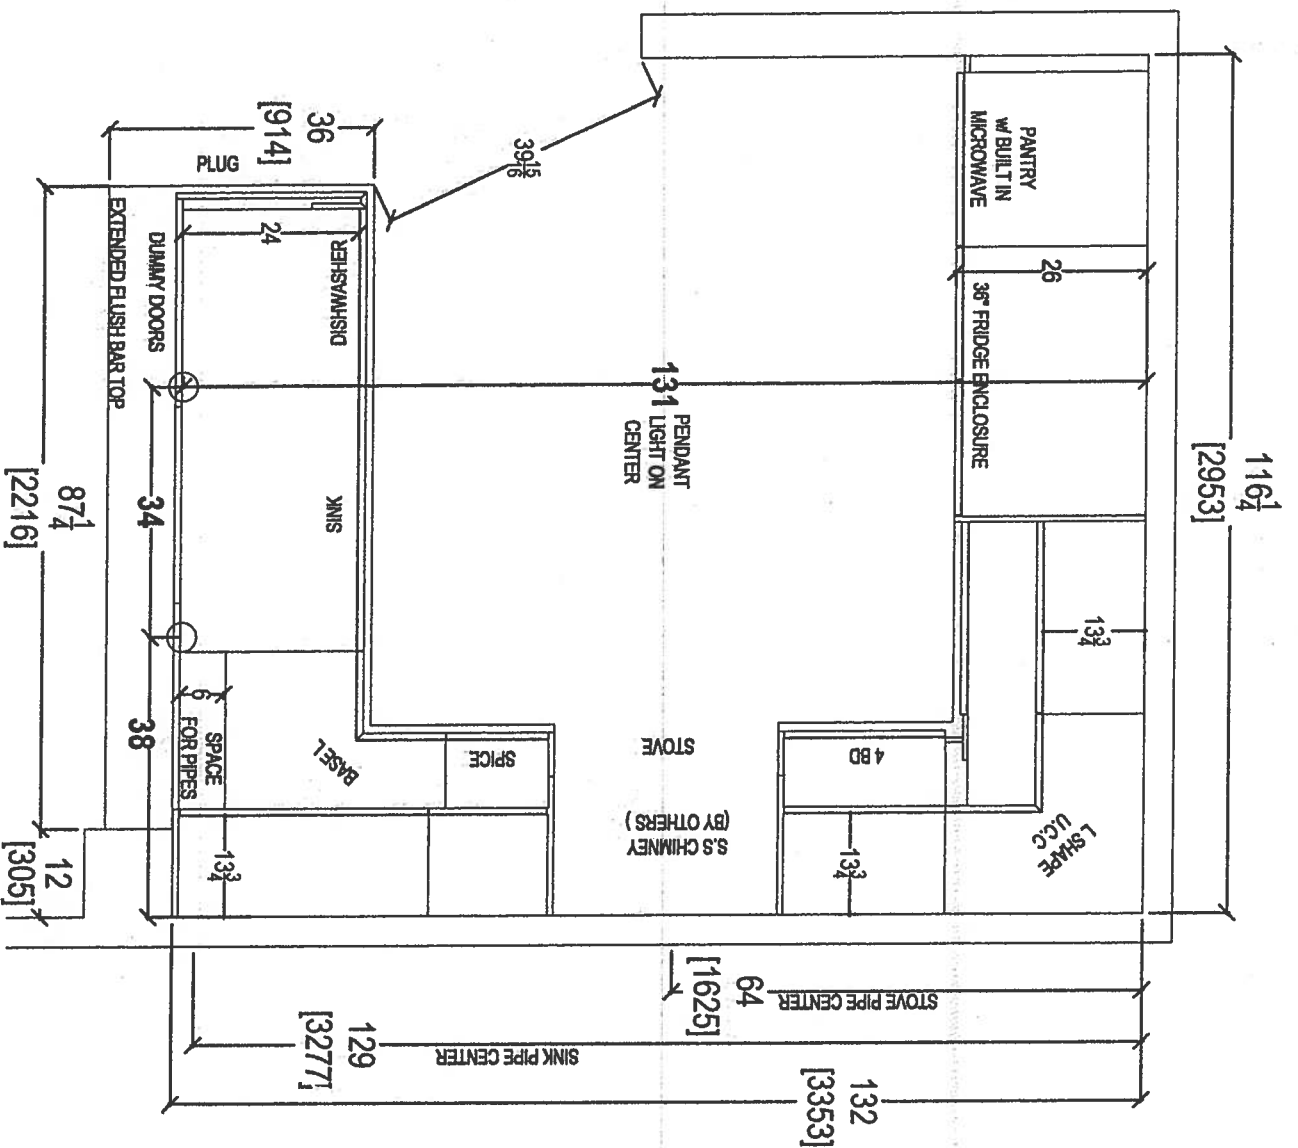 116 1/4
[2953]
PANTRY
W/ BUILT IN
MICROWAVE
26
36" FRIDGE ENCLOSURE
13 3/4
L SHAPE
U.C.C
4 BD
13 3/4
39 15/16
131
PENDANT
LIGHT ON
CENTER
STOVE
S.S CHIMNEY
(BY OTHERS )
36
[914]
PLUG
24
DISHWASHER
SINK
DUMMY DOORS
EXTENDED FLUSH BAR TOP
34
38
6
SPACE
FOR PIPES
BASE L
SPICE
13 3/4
87 1/4
[2216]
12
[305]
64
[1625]
STOVE PIPE CENTER
129
[3277]
SINK PIPE CENTER
132
[3353]